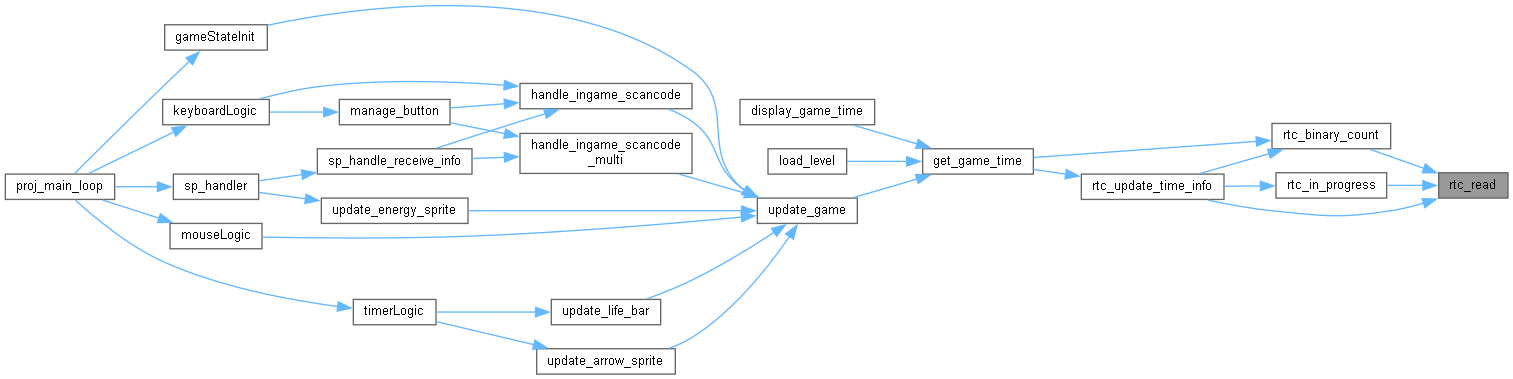 gameStateInit
keyboardLogic
manage_button
handle_ingame_scancode
display_game_time
rtc_binary_count
sp_handle_receive_info
handle_ingame_scancode
_multi
load_level
get_game_time
proj_main_loop
sp_handler
rtc_update_time_info
rtc_in_progress
rtc_read
update_energy_sprite
update_game
mouseLogic
timerLogic
update_life_bar
update_arrow_sprite